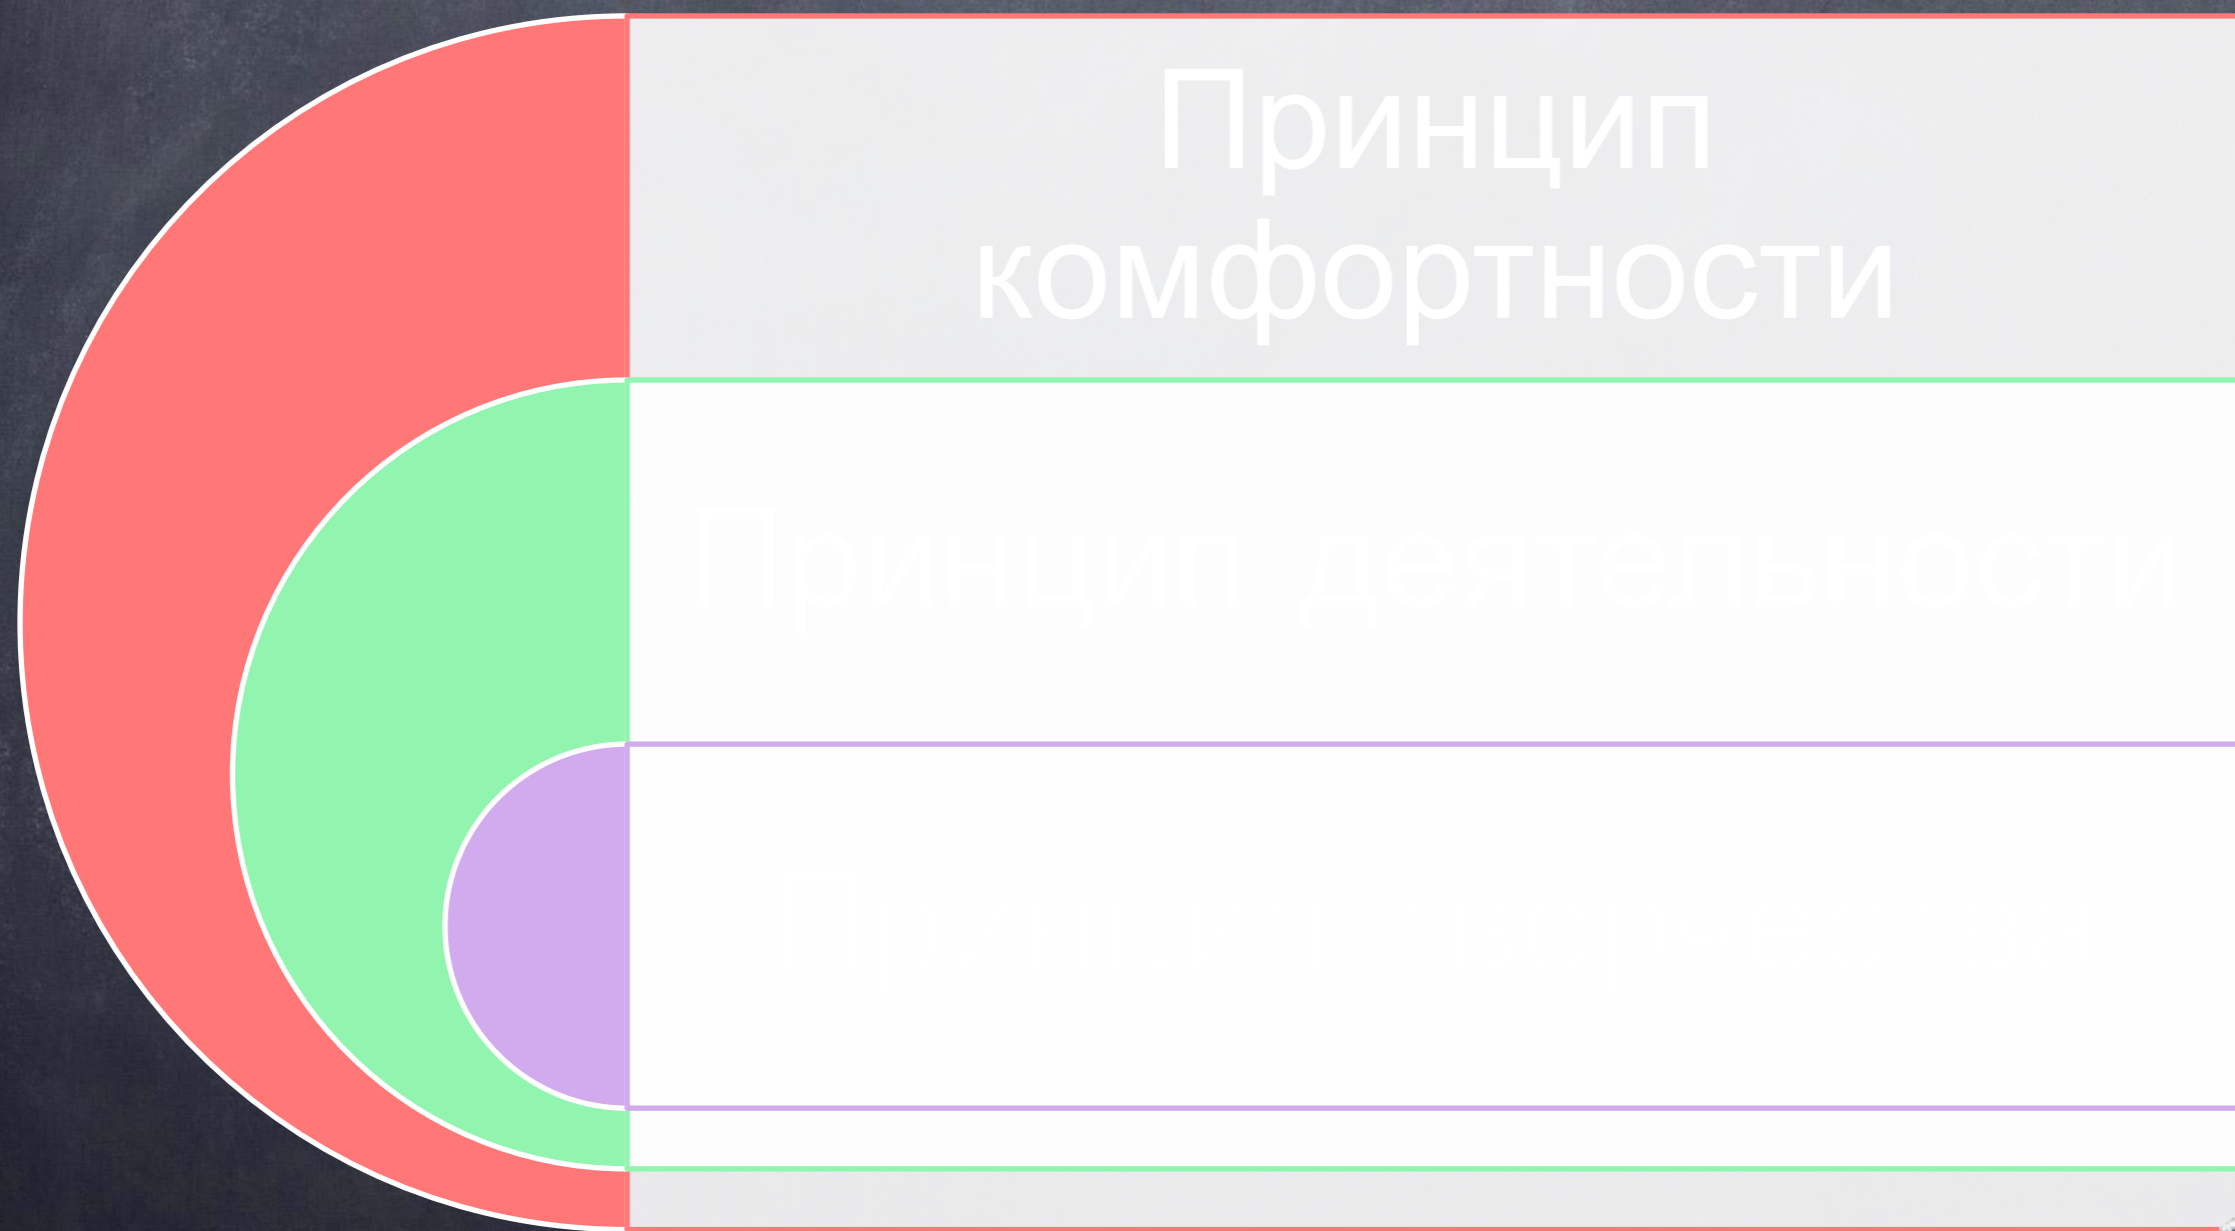 Принцип
комфортности
Принцип деятельности
Принцип творчества